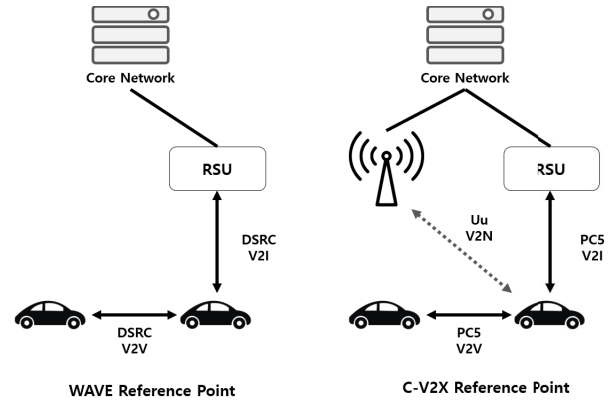 Core Network
RSU
DSRC
V2I
DSRC
V2V
WAVE Reference Point
Core Network
RSU
Uu
V2N
PC5
V2I
PC5
V2V
C-V2X Reference Point